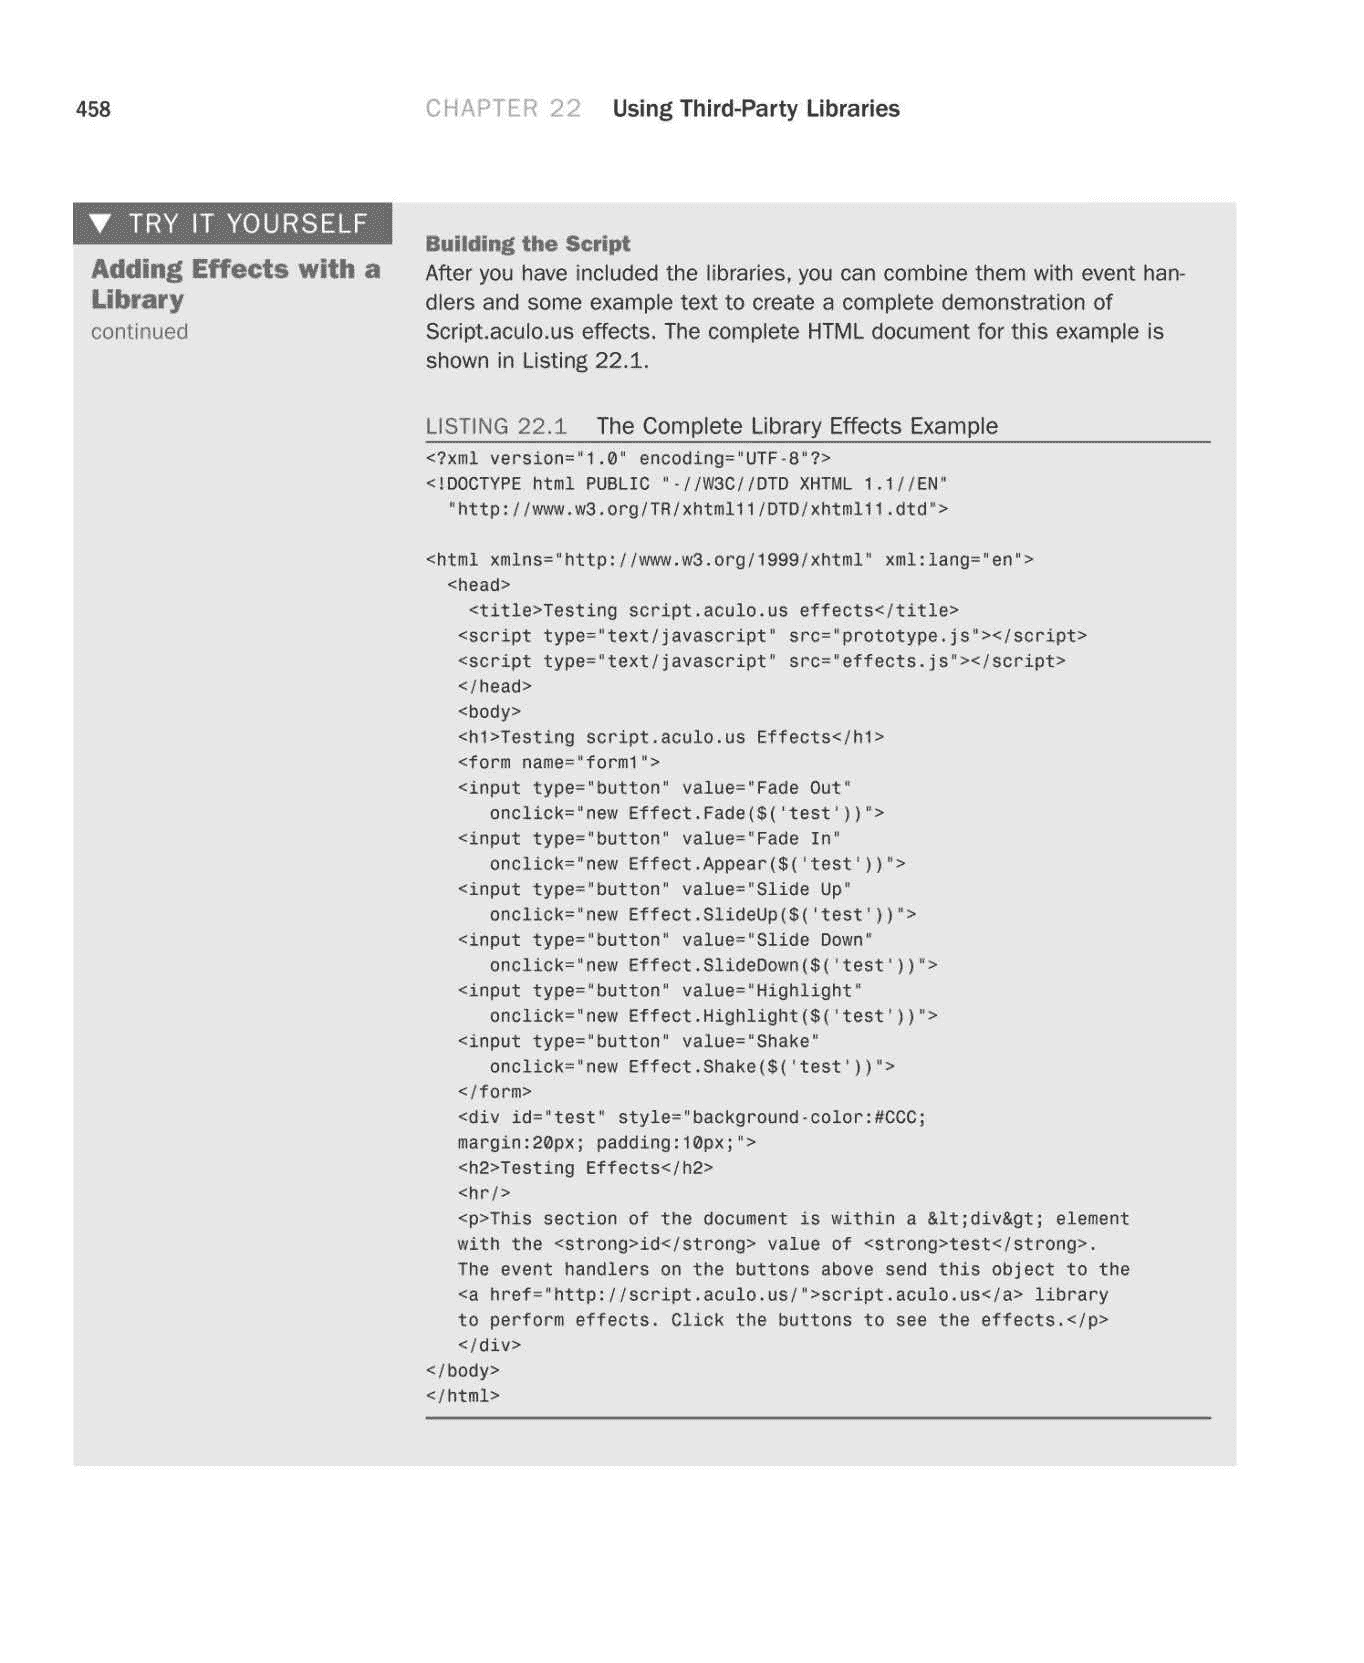 458
CHAPTER 22 Using Third-Party Libraries
▼ TRY IT YOURSELF
Adding Effects with a
Library
continued
Building the Script
After you have included the libraries, you can combine them with event han-
dlers and some example text to create a complete demonstration of
Script.aculo.us effects. The complete HTML document for this example is
shown in Listing 22.1.
LISTING 22.1 The Complete Library Effects Example
<?xml version="1.0" encoding="UTF-8"?>
<!DOCTYPE html PUBLIC "-//W3C//DTD XHTML 1.1//EN"
  "http://www.w3.org/TR/xhtml11/DTD/xhtml11.dtd">
<html xmlns="http://www.w3.org/1999/xhtml" xml:lang="en">
  <head>
    <title>Testing script.aculo.us effects</title>
   <script type="text/javascript" src="prototype.js"></script>
   <script type="text/javascript" src="effects.js"></script>
   </head>
   <body>
   <h1>Testing script.aculo.us Effects</h1>
   <form name="form1">
   <input type="button" value="Fade Out"
      onclick="new Effect.Fade($('test'))">
   <input type="button" value="Fade In"
      onclick="new Effect.Appear($('test'))">
   <input type="button" value="Slide Up"
      onclick="new Effect.SlideUp($('test'))">
   <input type="button" value="Slide Down"
      onclick="new Effect.SlideDown($('test'))">
   <input type="button" value="Highlight"
      onclick="new Effect.Highlight($('test'))">
   <input type="button" value="Shake"
      onclick="new Effect.Shake($('test'))">
   </form>
   <div id="test" style="background-color:#CCC;
   margin:20px; padding:10px;">
   <h2>Testing Effects</h2>
   <hr/>
   <p>This section of the document is within a &lt;div&gt; element
   with the <strong>id</strong> value of <strong>test</strong>.
   The event handlers on the buttons above send this object to the
   <a href="http://script.aculo.us/">script.aculo.us</a> library
   to perform effects. Click the buttons to see the effects.</p>
   </div>
</body>
</html>